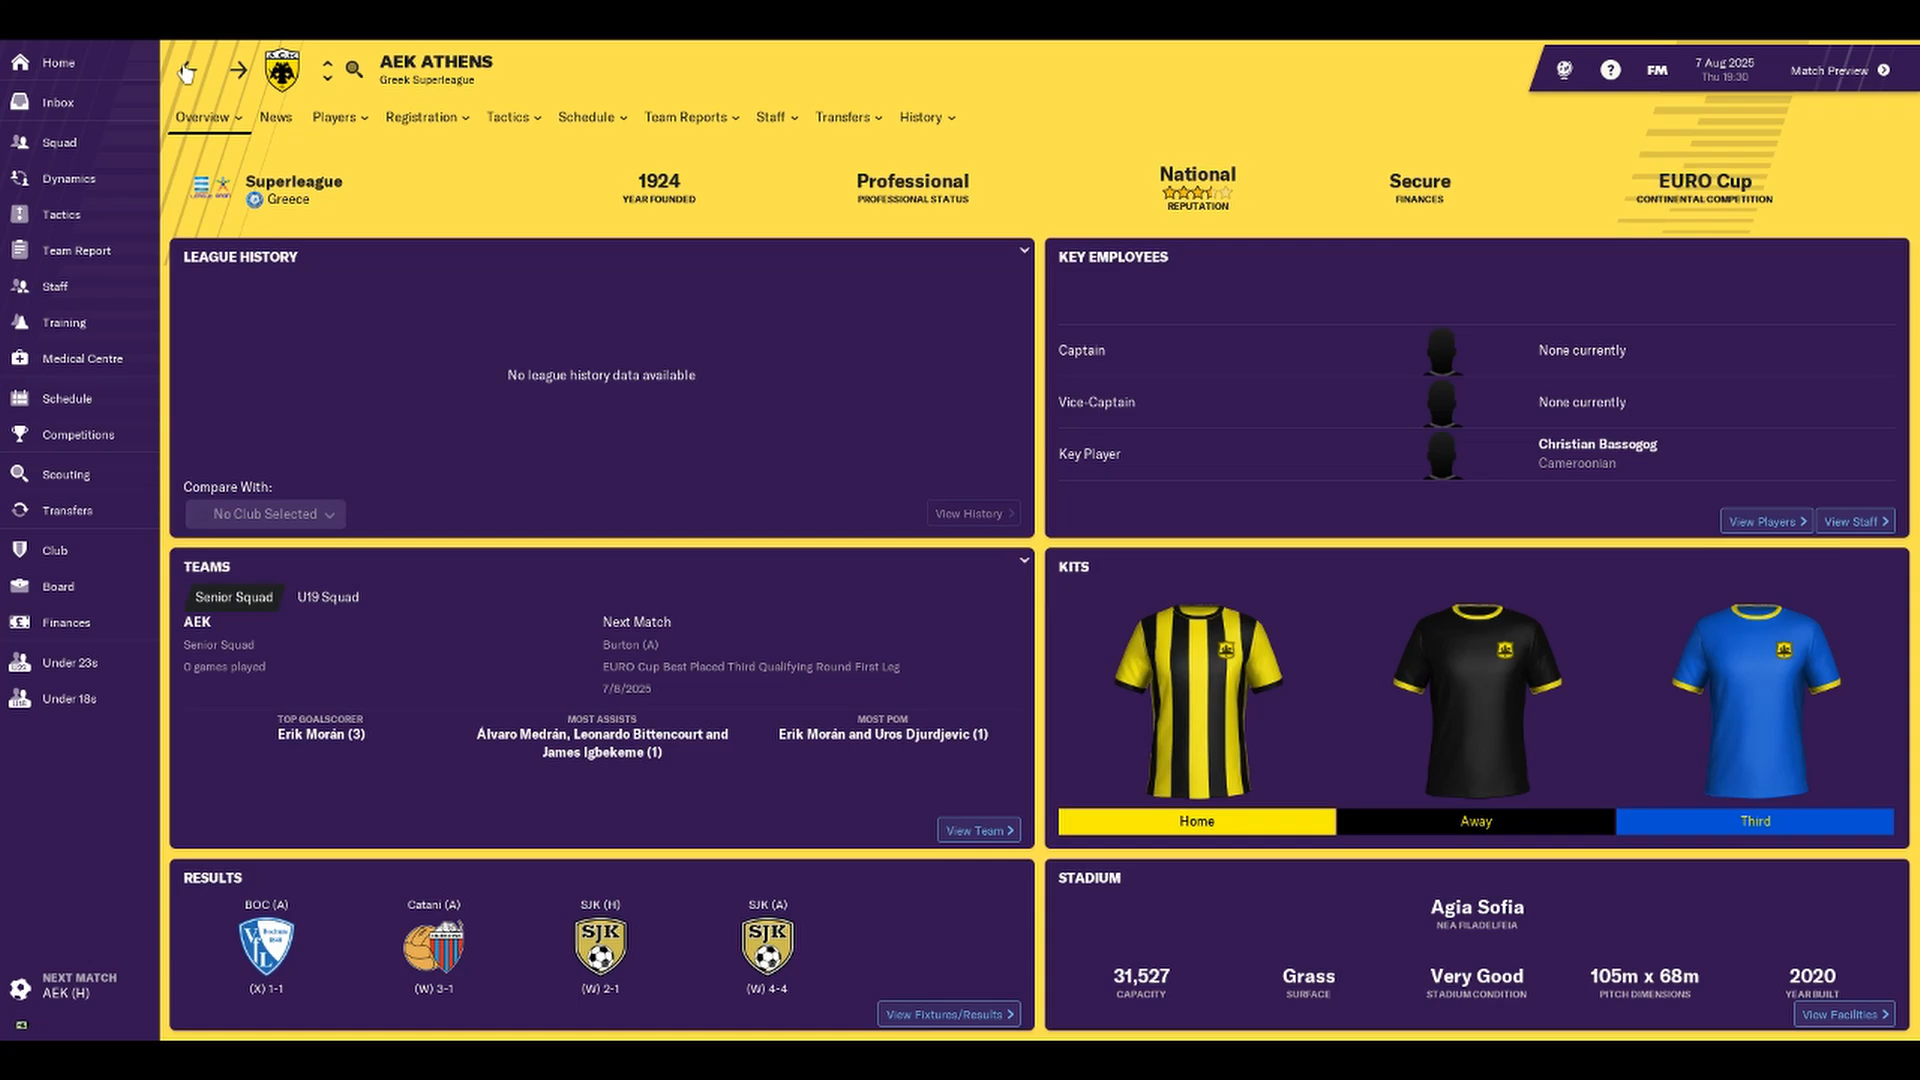 Home
Inbox
Squad
Dynamics
Tactics
Team Report
Staff
Training
Medical Centre
Schedule
Competitions
Scouting
Transfers
Club
Board
Finances
Under 23s
Under 18s
NEXT MATCH
AEK (H)
AEK ATHENS
Greek Superleague
FM
7 Aug 2025
Thu 19:30
Match Preview
Overview
News
Players
Registration
Tactics
Schedule
Team Reports
Staff
Transfers
History
Superleague
Greece
1924
YEAR FOUNDED
Professional
PROFESSIONAL STATUS
National
REPUTATION
Secure
FINANCES
EURO Cup
CONTINENTAL COMPETITION
LEAGUE HISTORY
No league history data available
Compare With:
No Club Selected
View History
KEY EMPLOYEES
Captain
None currently
Vice-Captain
None currently
Key Player
Christian Bassogog
Cameroonian
View Players
View Staff
TEAMS
Senior Squad
U19 Squad
AEK
Senior Squad
0 games played
Next Match
Burton (A)
EURO Cup Best Placed Third Qualifying Round First Leg
7/8/2025
TOP GOALSCORER
Erik Morán (3)
MOST ASSISTS
Álvaro Medrán, Leonardo Bittencourt and
James Igbekeme (1)
MOST POM
Erik Morán and Uros Djurdjevic (1)
View Team
KITS
Home
Away
Third
RESULTS
BOC (A)
(X) 1-1
Catani (A)
(W) 3-1
SJK (H)
SJK
(W) 2-1
SJK (A)
SJK
(W) 4-4
View Fixtures/Results
STADIUM
Agia Sofia
NEA FILADELFEIA
31,527
CAPACITY
Grass
SURFACE
Very Good
STADIUM CONDITION
105m x 68m
PITCH DIMENSIONS
2020
YEAR BUILT
View Facilities